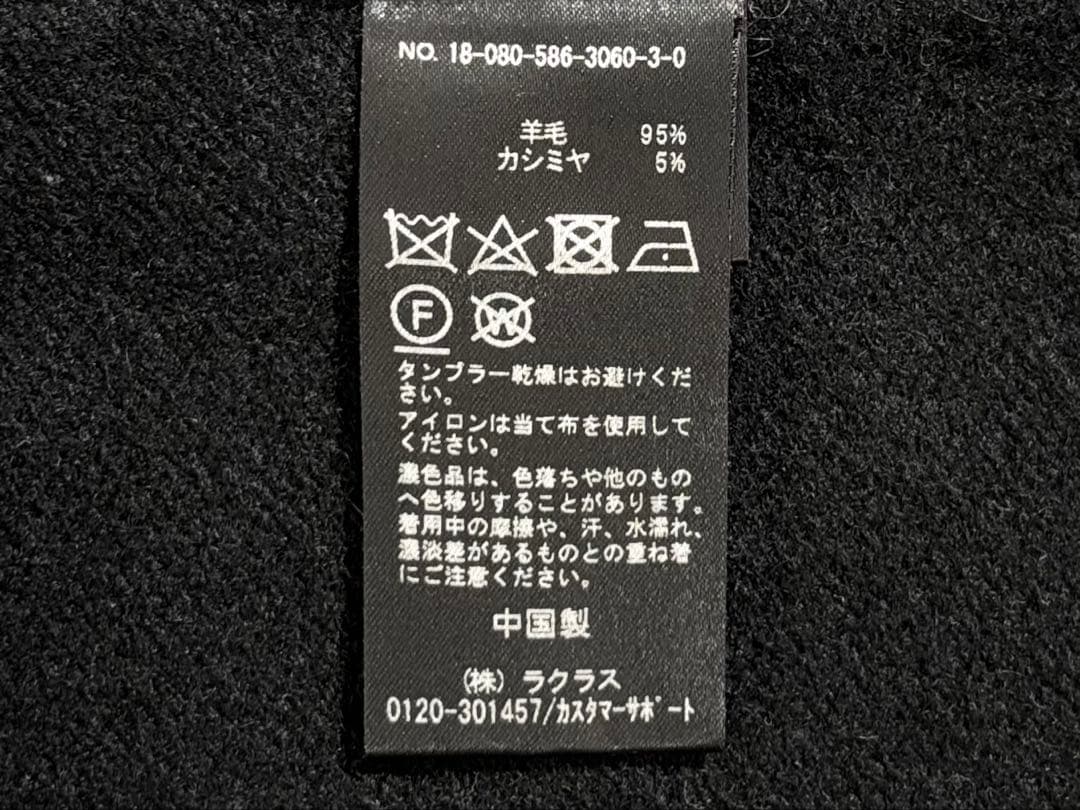 NO. 18-080-586-3060-3-0
羊毛 95%
カシミヤ 5%
F W
タンブラー乾燥はお避けくだ
さい。
アイロンは当て布を使用して
ください。
濃色品は、色落ちや他のもの
へ色移りすることがあります。
着用中の摩擦や、汗、水濡れ、
濃淡差があるものとの重ね着
にご注意ください。
中国製
(株) ラクラス
0120-301457/ｶｽﾀﾏｰｻﾎﾟｰﾄ